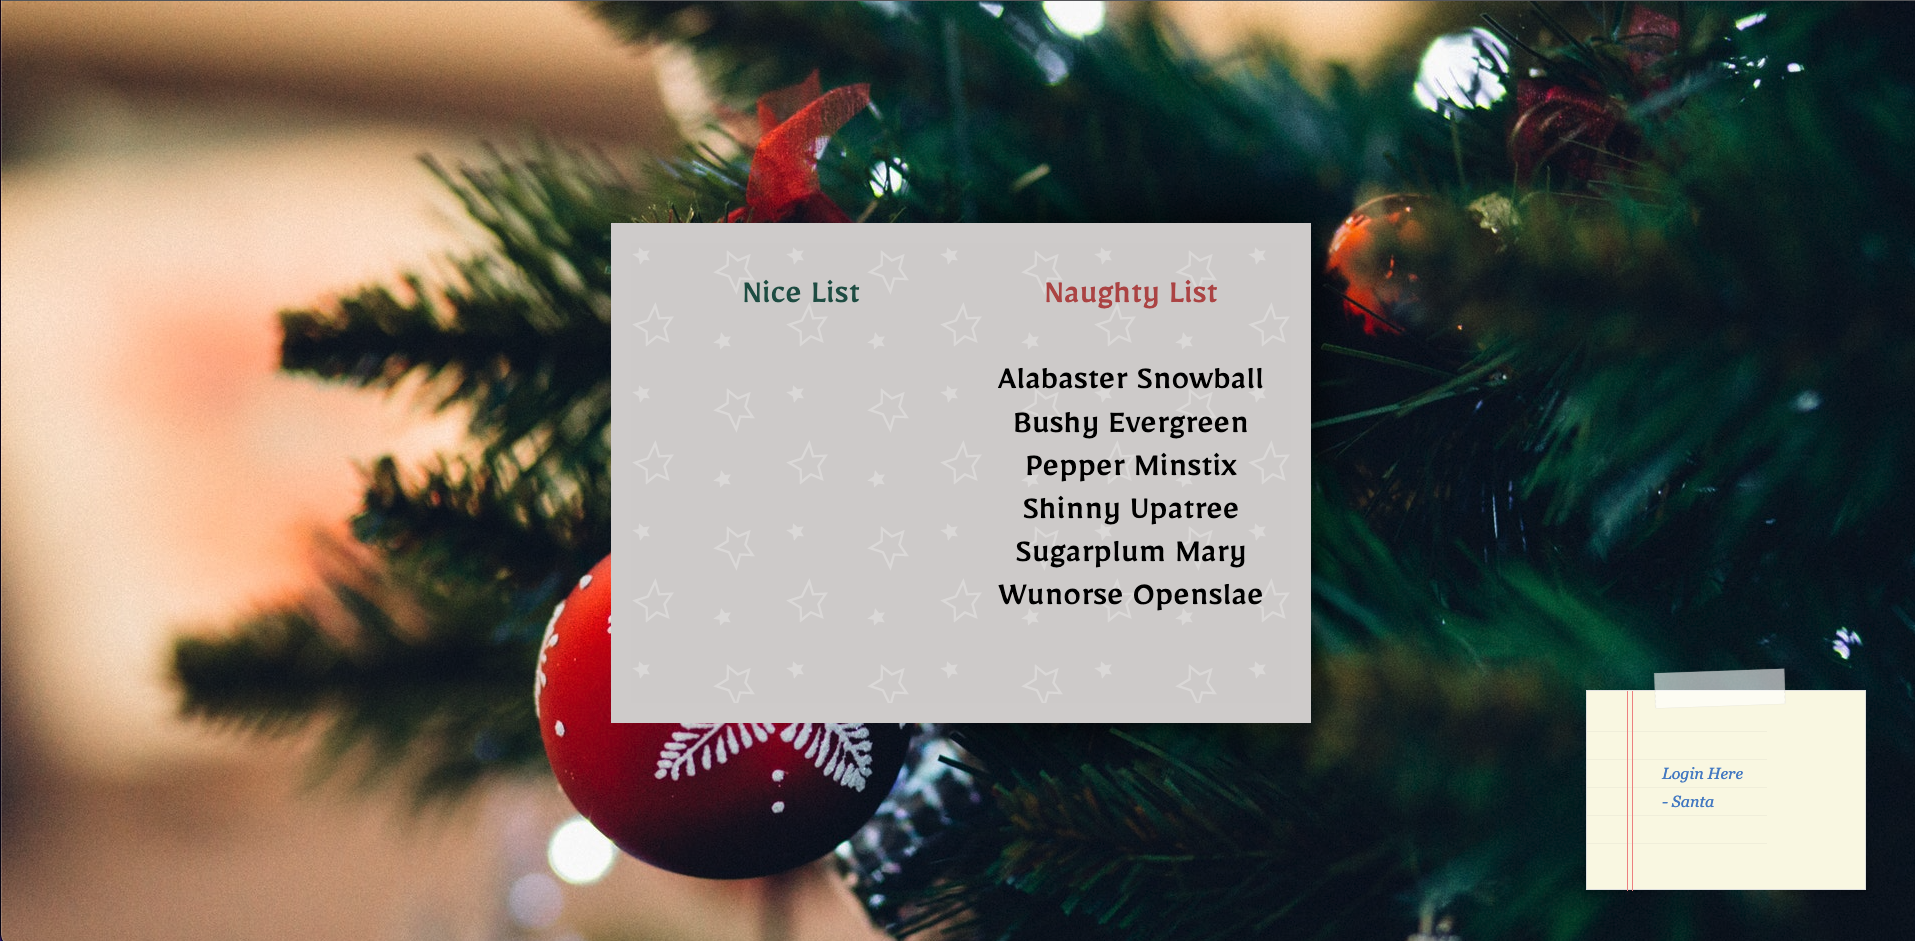 Nice List
Naughty List
Alabaster Snowball
Bushy Evergreen
Pepper Minstix
Shinny Upatree
Sugarplum Mary
Wunorse Openslae
Login Here
- Santa